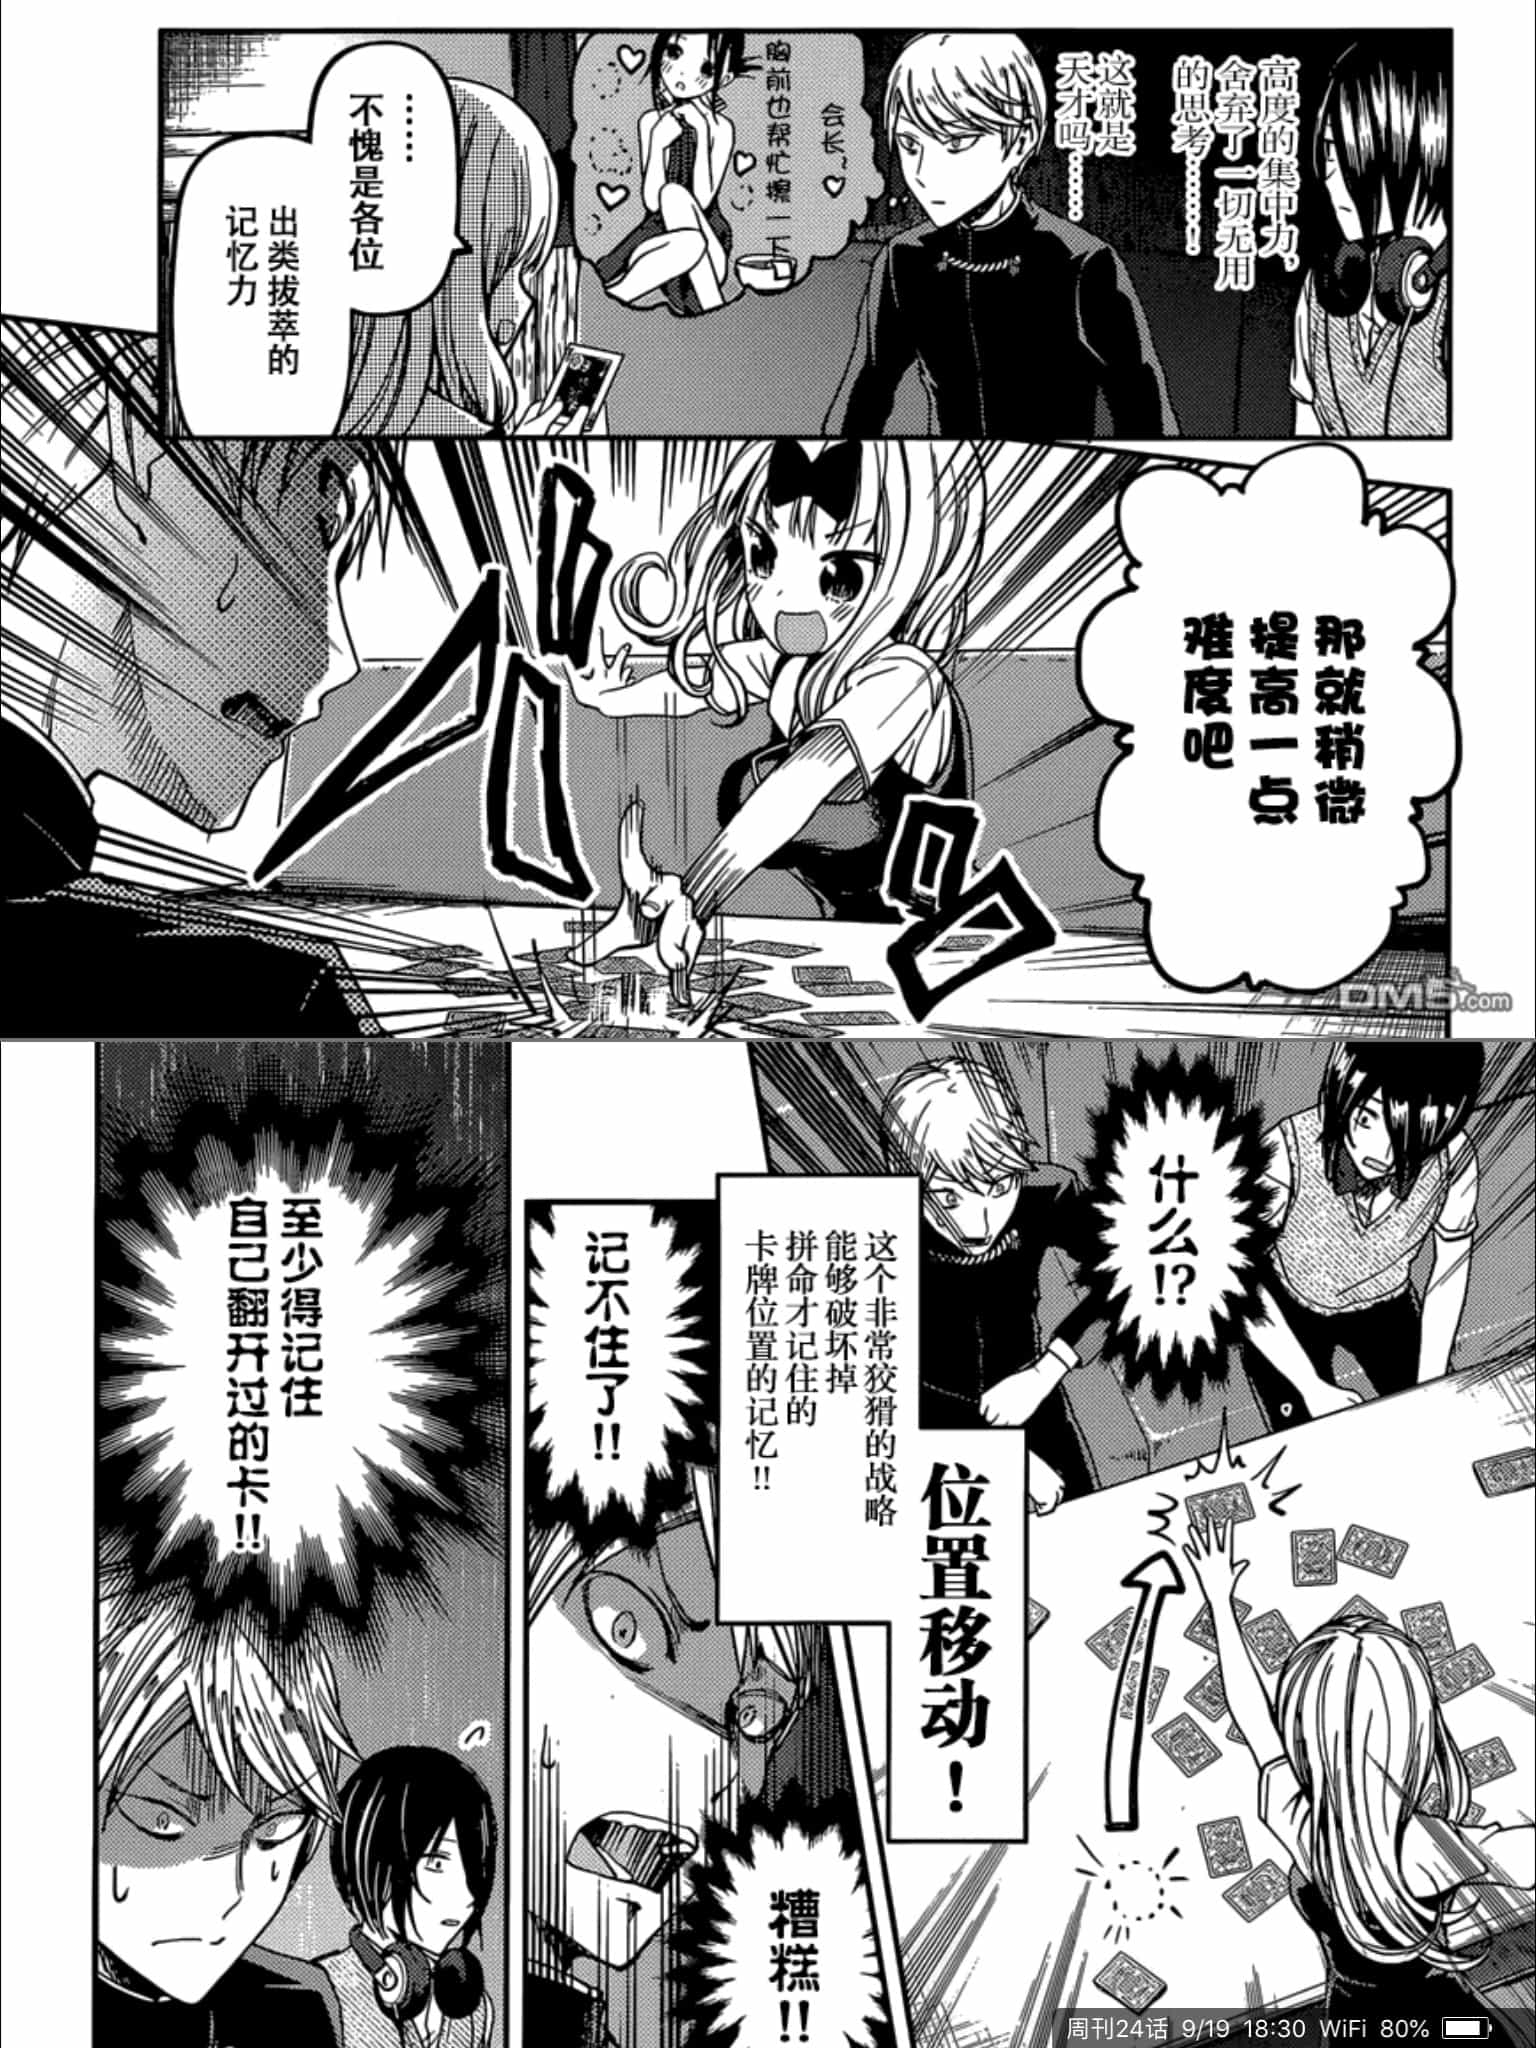 高度的集中力，
舍弃了一切无用
的思考………！
这就是
天才吗………
会长~
胸前也帮忙擦一下
……
不愧是各位
出类拔萃的
记忆力
那就稍微
提高一点
难度吧
DM5.com
什么!?
位置移动！
这个非常狡猾的战略
能够破坏掉
拼命才记住的
卡牌位置的记忆!!
记不住了!!
糟糕!!
至少得记住
自己翻开过的卡!!
周刊24话 9/19 18:30 WiFi 80%